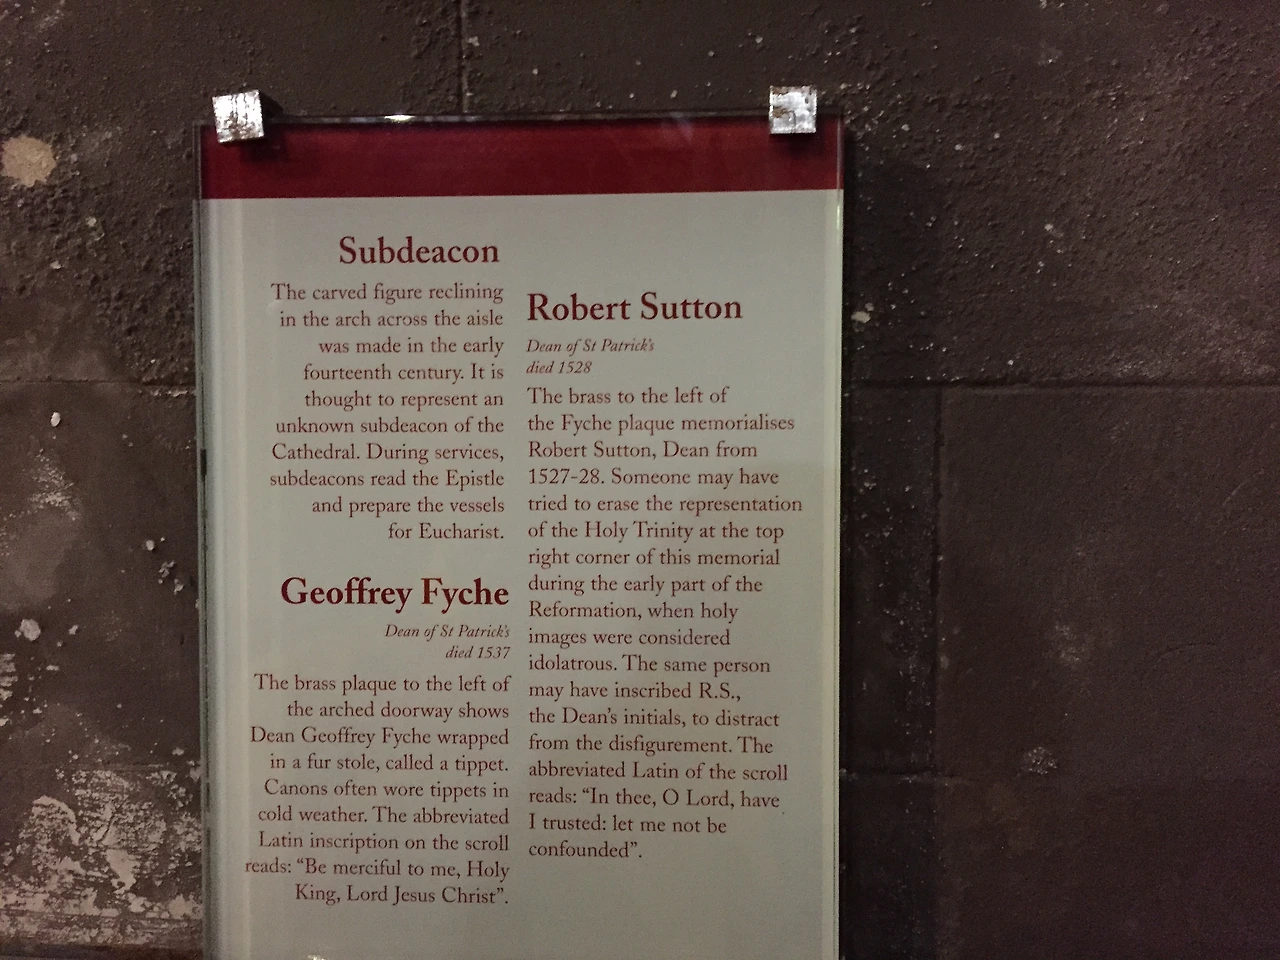 Subdeacon
The carved figure reclining
in the arch across the aisle
was made in the early
fourteenth century. It is
thought to represent an
unknown subdeacon of the
Cathedral. During services,
subdeacons read the Epistle
and prepare the vessels
for Eucharist.
Geoffrey Fyche
Dean of St Patrick's
died 1537
The brass plaque to the left of
the arched doorway shows
Dean Geoffrey Fyche wrapped
in a fur stole, called a tippet.
Canons often wore tippets in
cold weather. The abbreviated
Latin inscription on the scroll
reads: “Be merciful to me, Holy
King, Lord Jesus Christ”.
Robert Sutton
Dean of St Patrick's
died 1528
The brass to the left of
the Fyche plaque memorialises
Robert Sutton, Dean from
1527-28. Someone may have
tried to erase the representation
of the Holy Trinity at the top
right corner of this memorial
during the early part of the
Reformation, when holy
images were considered
idolatrous. The same person
may have inscribed R.S.,
the Dean's initials, to distract
from the disfigurement. The
abbreviated Latin of the scroll
reads: “In thee, O Lord, have
I trusted: let me not be
confounded”.